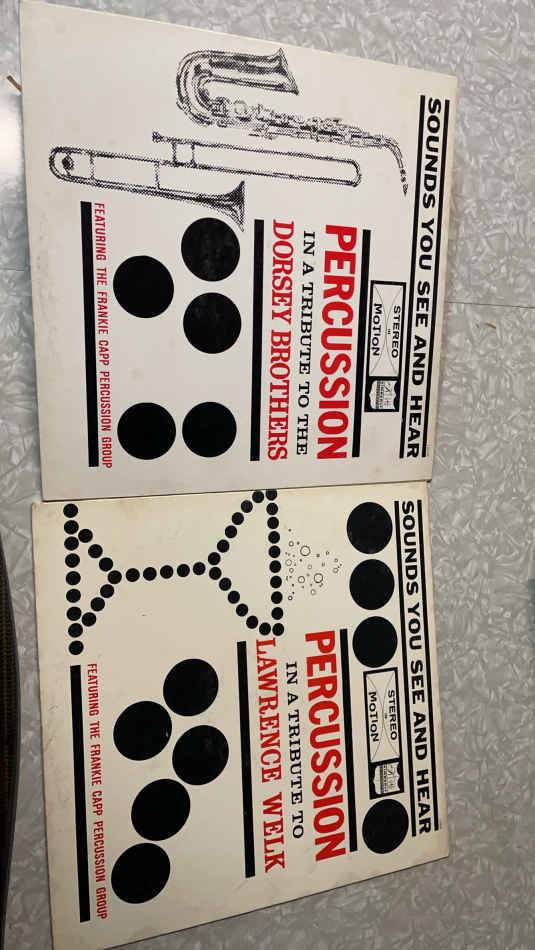 SOUNDS YOU SEE AND HEAR
STEREO
IN
MOTION
PERCUSSION
IN A TRIBUTE TO THE
DORSEY BROTHERS
FEATURING THE FRANKIE CAPP PERCUSSION GROUP
SOUNDS YOU SEE AND HEAR
STEREO
IN
MOTION
PERCUSSION
IN A TRIBUTE TO
LAWRENCE WELK
FEATURING THE FRANKIE CAPP PERCUSSION GROUP